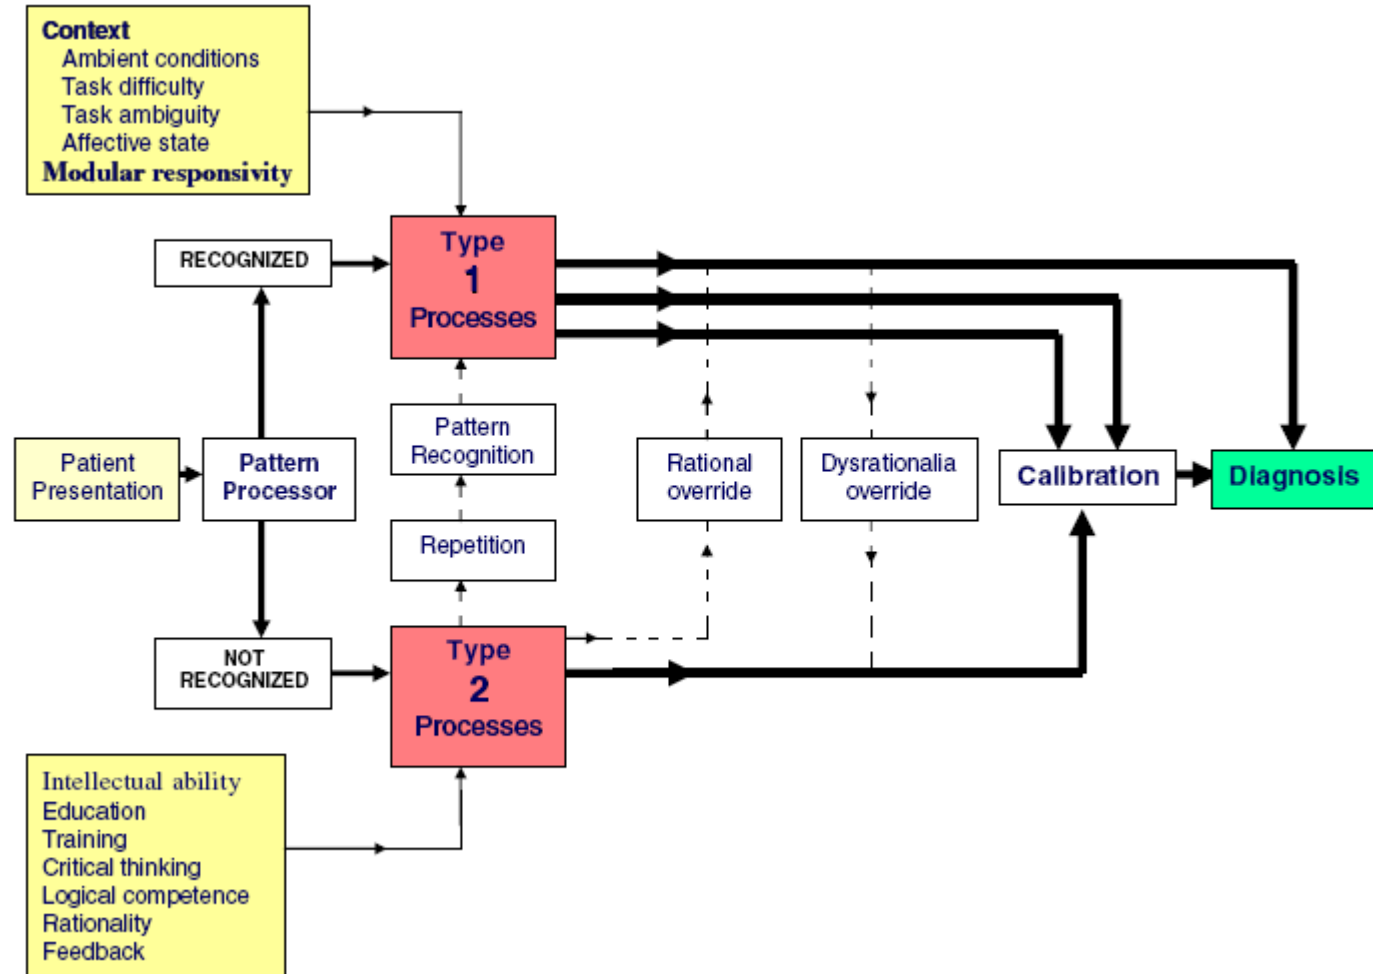 Context
Ambient conditions
Task difficulty
Task ambiguity
Affective state
Modular responsivity
RECOGNIZED
Type
1
Processes
Patient
Presentation
Pattern
Processor
Pattern
Recognition
Repetition
Rational
override
Dysrationalia
override
Calibration
Diagnosis
NOT
RECOGNIZED
Type
2
Processes
Intellectual ability
Education
Training
Critical thinking
Logical competence
Rationality
Feedback